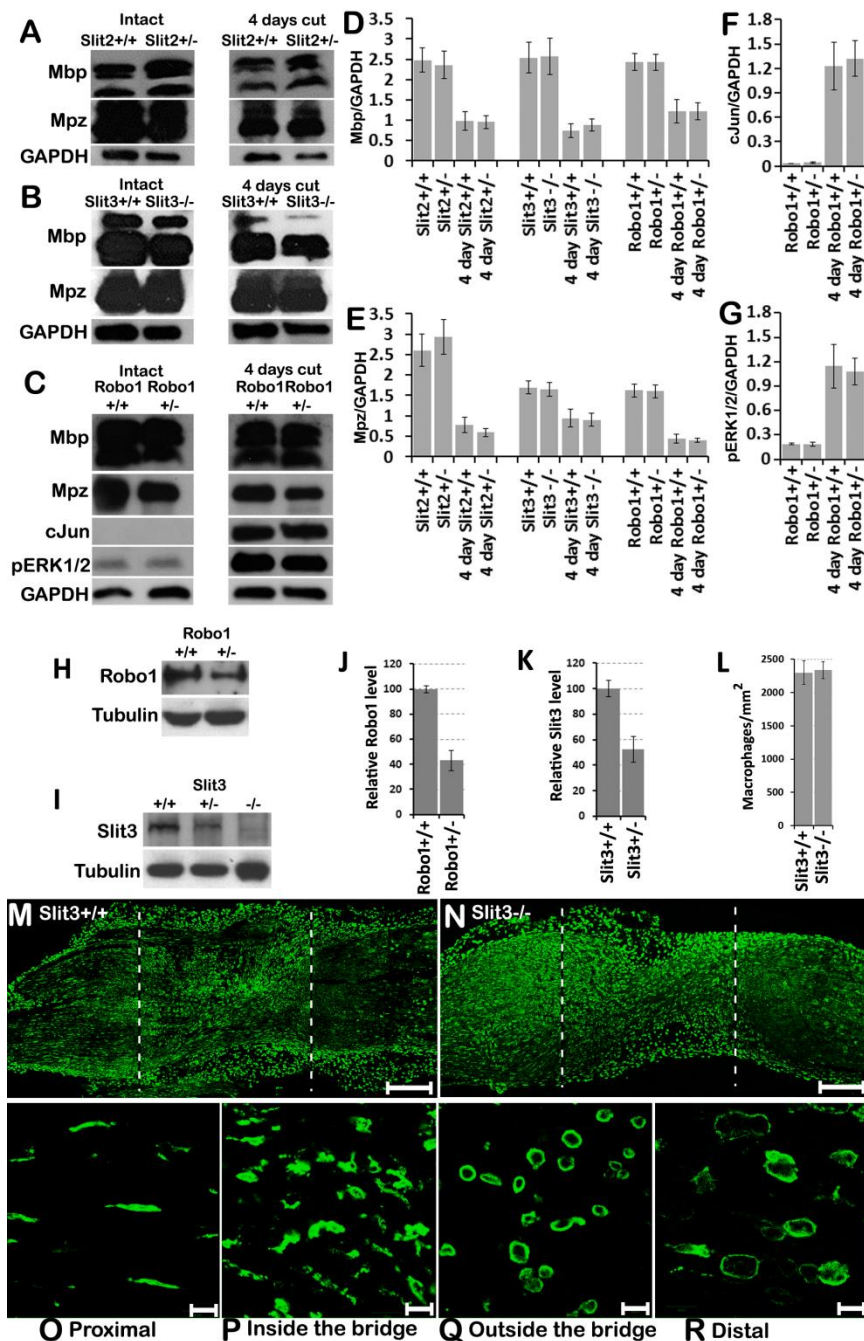 A
Intact
Slit2+/+ Slit2+/-
4 days cut
Slit2+/+ Slit2+/-
Mbp
Mpz
GAPDH
B
Intact
Slit3+/+ Slit3-/-
4 days cut
Slit3+/+ Slit3-/-
Mbp
Mpz
GAPDH
C
Intact
Robo1 Robo1
+/+ +/-
4 days cut
Robo1 Robo1
+/+ +/-
Mbp
Mpz
cJun
pERK1/2
GAPDH
D
Mbp/GAPDH
3
2.5
2
1.5
1
0.5
0
Slit2+/+
Slit2+/-
4 day Slit2+/+
4 day Slit2+/-
Slit3+/+
Slit3-/-
4 day Slit3+/+
4 day Slit3-/-
Robo1+/+
Robo1+/-
4 day Robo1+/+
4 day Robo1+/-
E
Mpz/GAPDH
3.5
3
2.5
2
1.5
1
0.5
0
Slit2+/+
Slit2+/-
4 day Slit2+/+
4 day Slit2+/-
Slit3+/+
Slit3-/-
4 day Slit3+/+
4 day Slit3-/-
Robo1+/+
Robo1+/-
4 day Robo1+/+
4 day Robo1+/-
F
cJun/GAPDH
1.8
1.5
1.2
0.9
0.6
0.3
0
Robo1+/+
Robo1+/-
4 day Robo1+/+
4 day Robo1+/-
G
pERK1/2/GAPDH
1.8
1.5
1.2
0.9
0.6
0.3
0
Robo1+/+
Robo1+/-
4 day Robo1+/+
4 day Robo1+/-
H
Robo1
+/+ +/-
Robo1
Tubulin
I
Slit3
+/+ +/- -/-
Slit3
Tubulin
J
Relative Robo1 level
120
100
80
60
40
20
0
Robo1+/+
Robo1+/-
K
Relative Slit3 level
120
100
80
60
40
20
0
Slit3+/+
Slit3+/-
L
Macrophages/mm2
2500
2000
1500
1000
500
0
Slit3+/+
Slit3-/-
M Slit3+/+
N Slit3-/-
O Proximal
P Inside the bridge
Q Outside the bridge
R Distal